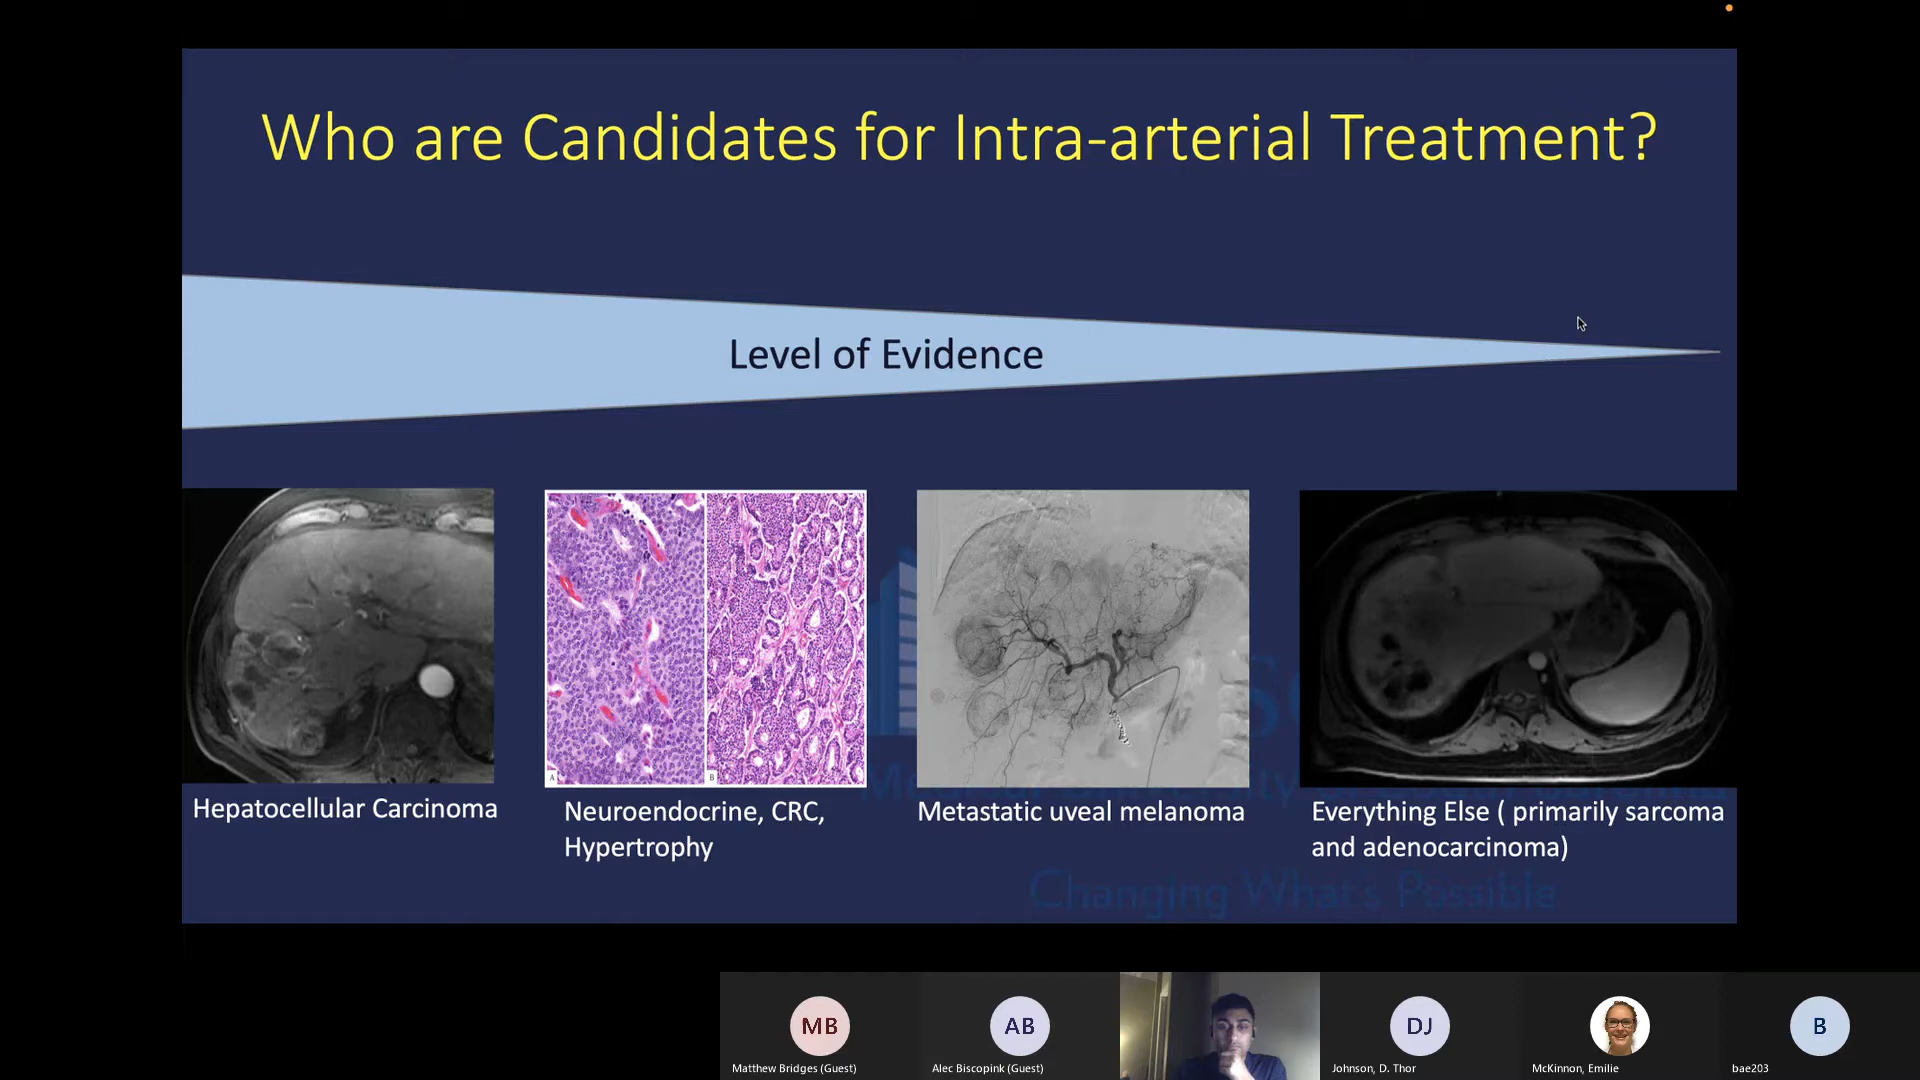 Who are Candidates for Intra-arterial Treatment?
Level of Evidence
A
B
Hepatocellular Carcinoma
Neuroendocrine, CRC,
Hypertrophy
Metastatic uveal melanoma
Everything Else ( primarily sarcoma
and adenocarcinoma)
Changing What's Possible
MB
AB
DJ
B
Matthew Bridges (Guest)
Alec Biscopink (Guest)
Johnson, D. Thor
McKinnon, Emilie
bae203